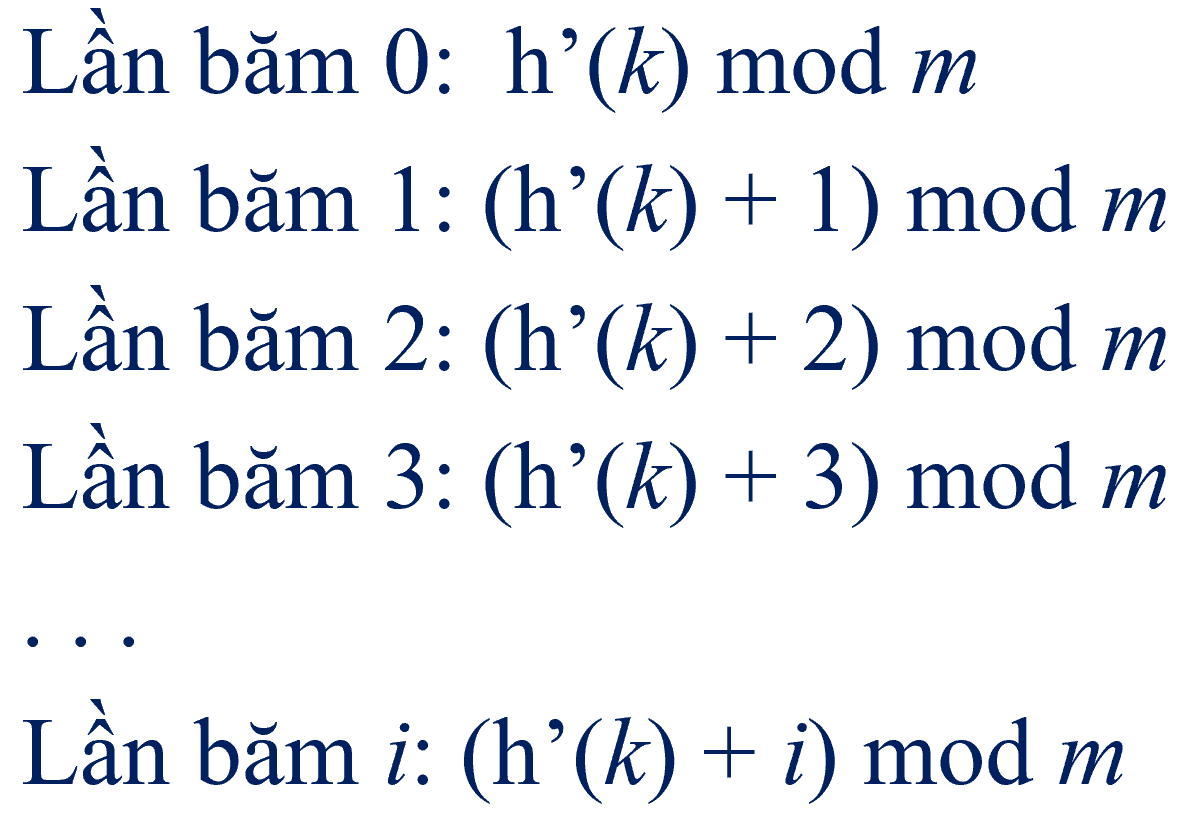 Lần băm 0: h’(k) mod m
Lần băm 1: (h’(k) + 1) mod m
Lần băm 2: (h’(k) + 2) mod m
Lần băm 3: (h’(k) + 3) mod m
. . .
Lần băm i: (h’(k) + i) mod m